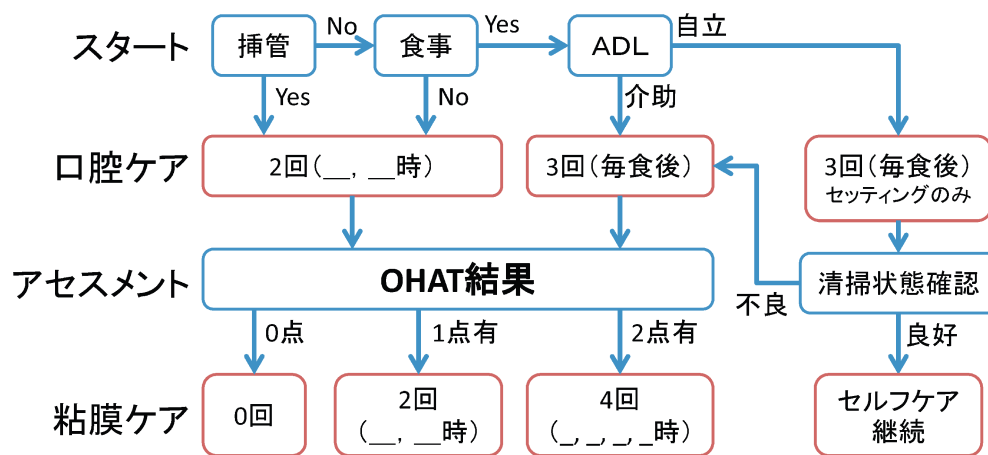 スタート
挿管
No
食事
Yes
ADL
自立
Yes
No
介助
口腔ケア
2回(__, __時)
3回(毎食後)
3回(毎食後)
セッティングのみ
アセスメント
OHAT結果
不良
清掃状態確認
0点
1点有
2点有
良好
粘膜ケア
0回
2回
(__, __時)
4回
(_, _, _, _時)
セルフケア
継続